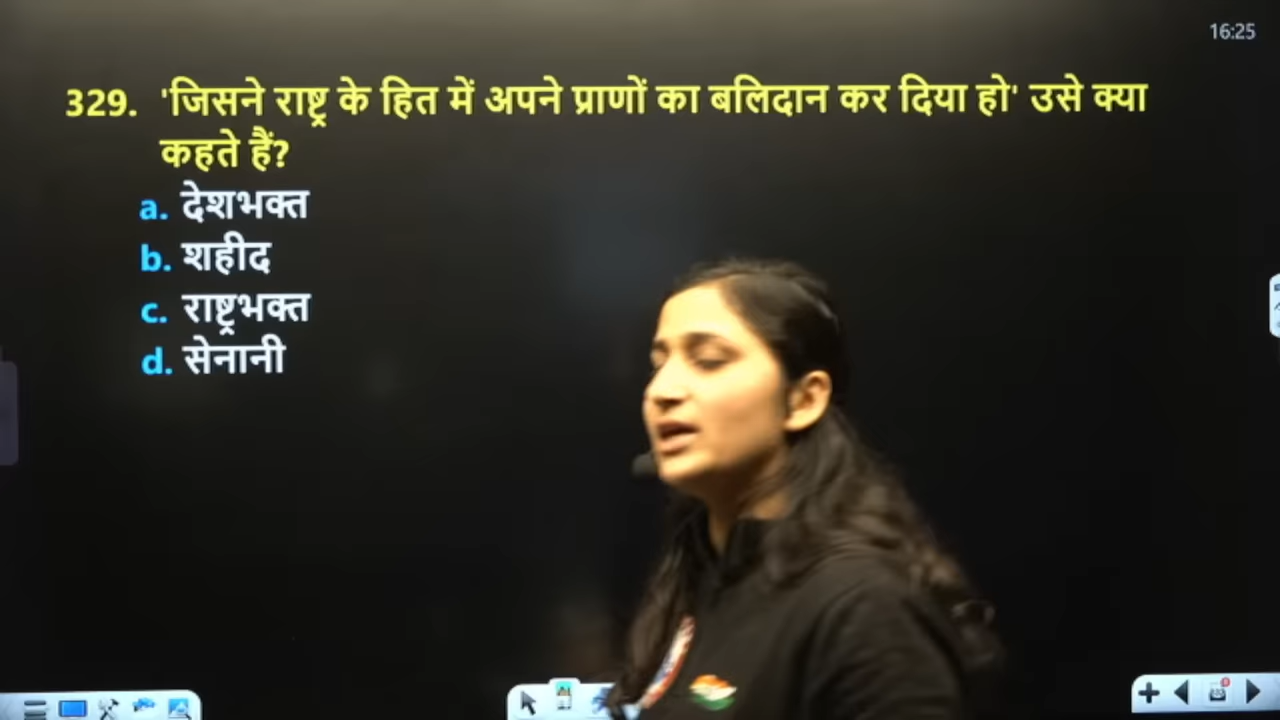 16:25
329. 'जिसने राष्ट्र के हित में अपने प्राणों का बलिदान कर दिया हो' उसे क्या
कहते हैं?
a. देशभक्त
b. शहीद
c. राष्ट्रभक्त
d. सेनानी